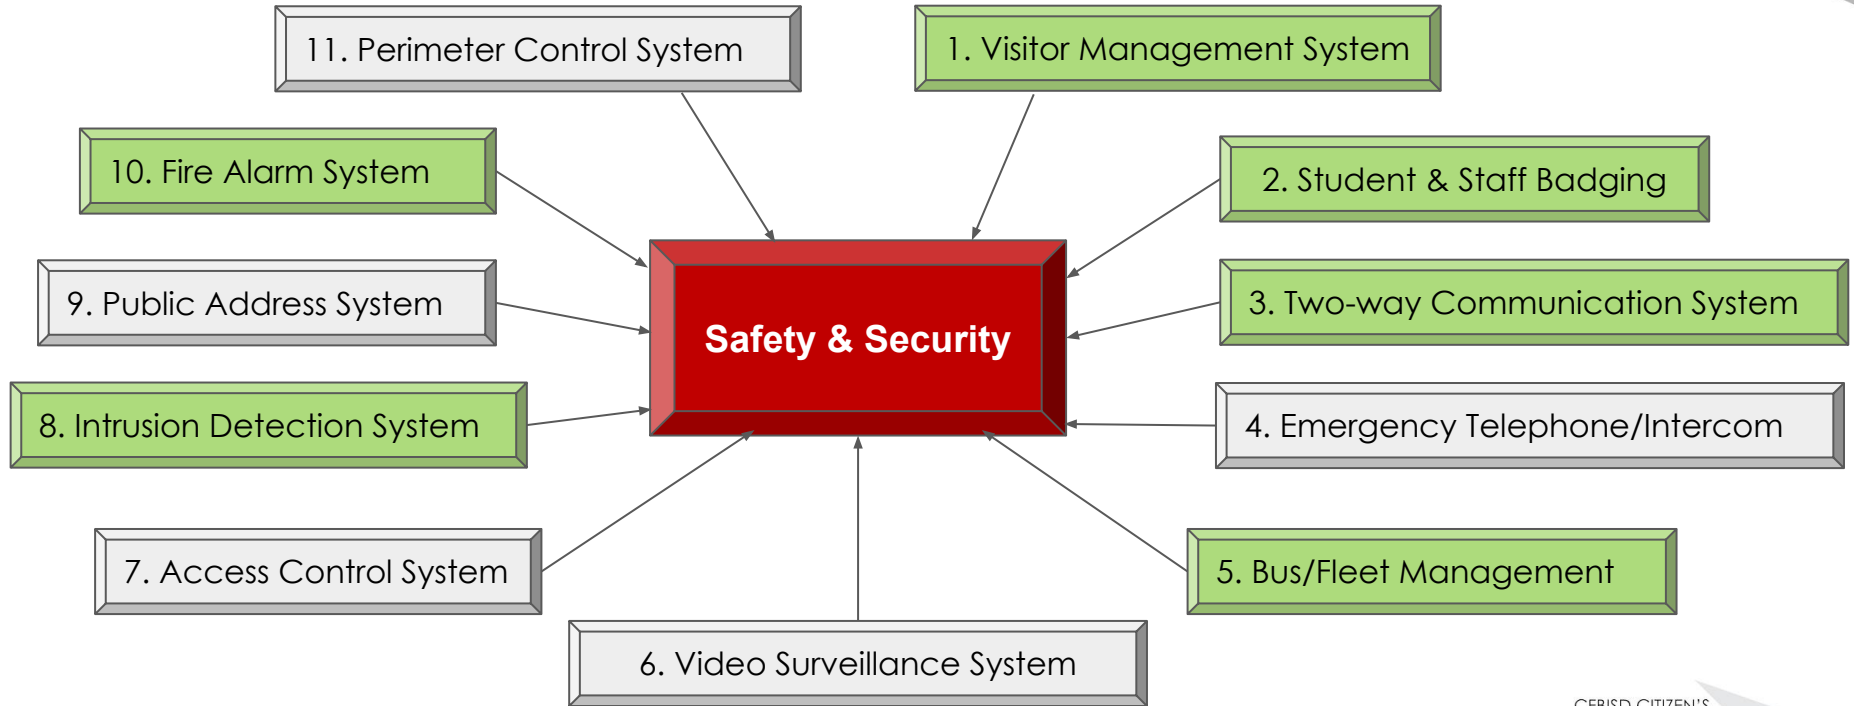 11. Perimeter Control System
1. Visitor Management System
10. Fire Alarm System
2. Student & Staff Badging
9. Public Address System
3. Two-way Communication System
Safety & Security
8. Intrusion Detection System
4. Emergency Telephone/Intercom
7. Access Control System
5. Bus/Fleet Management
6. Video Surveillance System
CITIZEN'S